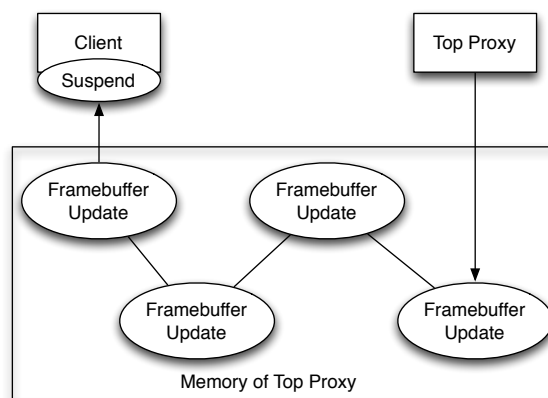 Client
Top Proxy
Suspend
Framebuffer
Update
Framebuffer
Update
Framebuffer
Update
Framebuffer
Update
Memory of Top Proxy